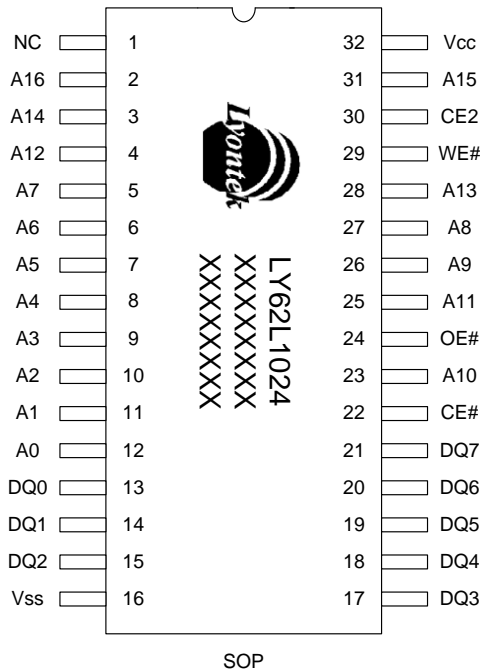 NC 1 32 Vcc
A16 2 31 A15
A14 3 30 CE2
A12 4 29 WE#
A7 5 28 A13
A6 6 27 A8
A5 7 26 A9
A4 8 25 A11
A3 9 24 OE#
A2 10 23 A10
A1 11 22 CE#
A0 12 21 DQ7
DQ0 13 20 DQ6
DQ1 14 19 DQ5
DQ2 15 18 DQ4
Vss 16 17 DQ3
Lyontek
LY62L1024
XXXXXXXX
XXXXXXXX
SOP